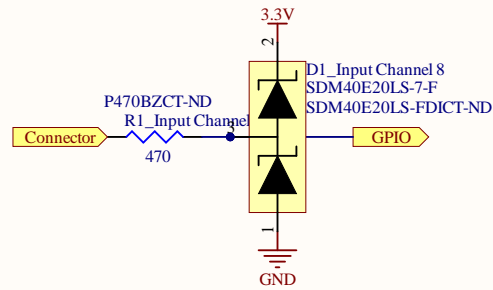 3.3V
2
D1_Input Channel 8
SDM40E20LS-7-F
SDM40E20LS-FDICT-ND
P470BZCT-ND
R1_Input Channel
3
Connector
GPIO
470
1
GND